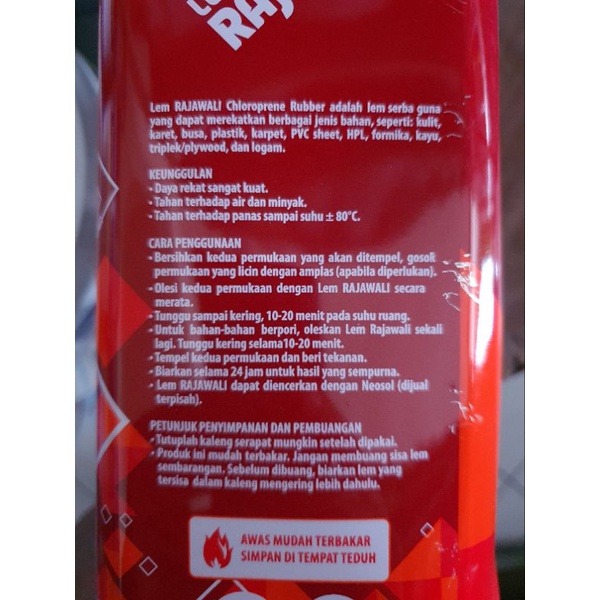 Lem RAJAWALI Chloroprene Rubber adalah lem serba guna
yang dapat merekatkan berbagai jenis bahan, seperti: kulit,
karet, busa, plastik, karpet, PVC sheet, HPL, formika, kayu,
triplek/plywood, dan logam.
KEUNGGULAN
- Daya rekat sangat kuat.
- Tahan terhadap air dan minyak.
- Tahan terhadap panas sampai suhu ± 80°C.
CARA PENGGUNAAN
- Bersihkan kedua permukaan yang akan ditempel, gosok
permukaan yang licin dengan amplas (apabila diperlukan).
- Olesi kedua permukaan dengan Lem RAJAWALI secara
merata.
- Tunggu sampai kering, 10-20 menit pada suhu ruang.
- Untuk bahan-bahan berpori, oleskan Lem Rajawali sekali
lagi. Tunggu kering selama10-20 menit.
- Tempel kedua permukaan dan beri tekanan.
- Biarkan selama 24 jam untuk hasil yang sempurna.
- Lem RAJAWALI dapat diencerkan dengan Neosol (dijual
terpisah).
PETUNJUK PENYIMPANAN DAN PEMBUANGAN
- Tutuplah kaleng serapat mungkin setelah dipakai.
- Produk ini mudah terbakar. Jangan membuang sisa lem
sembarangan. Sebelum dibuang, biarkan lem yang
tersisa dalam kaleng mengering lebih dahulu.
AWAS MUDAH TERBAKAR
SIMPAN DI TEMPAT TEDUH